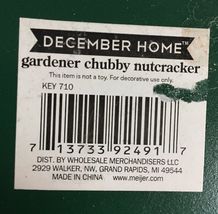 DECEMBER HOME™
gardener chubby nutcracker
This item is not a toy. For decorative use only.
KEY 710
7 13733 92491 7
DIST. BY WHOLESALE MERCHANDISERS LLC
2929 WALKER, NW, GRAND RAPIDS, MI 49544
MADE IN CHINA www.meijer.com